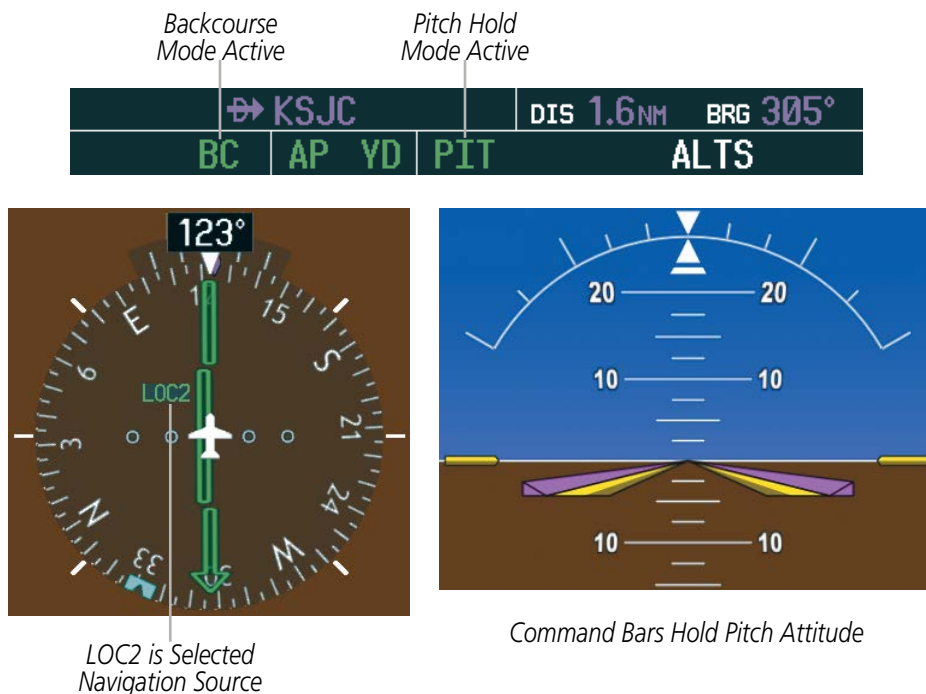 Backcourse
Mode Active
Pitch Hold
Mode Active
KSJC DIS 1.6NM BRG 305°
BC AP YD PIT ALTS
123°
E 15 S 21 24 W 33 N 3 6
LOC2
20 20
10 10
10 10
LOC2 is Selected
Navigation Source
Command Bars Hold Pitch Attitude